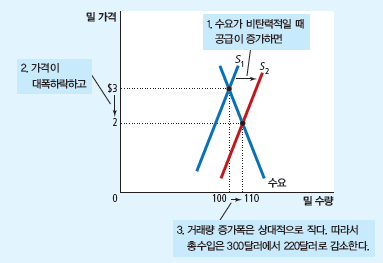 밀 가격
1. 수요가 비탄력적일 때
공급이 증가하면
2. 가격이
대폭하락하고
S1
S2
$3
2
수요
0
100
110
밀 수량
3. 거래량 증가폭은 상대적으로 작다. 따라서
총수입은 300달러에서 220달러로 감소한다.